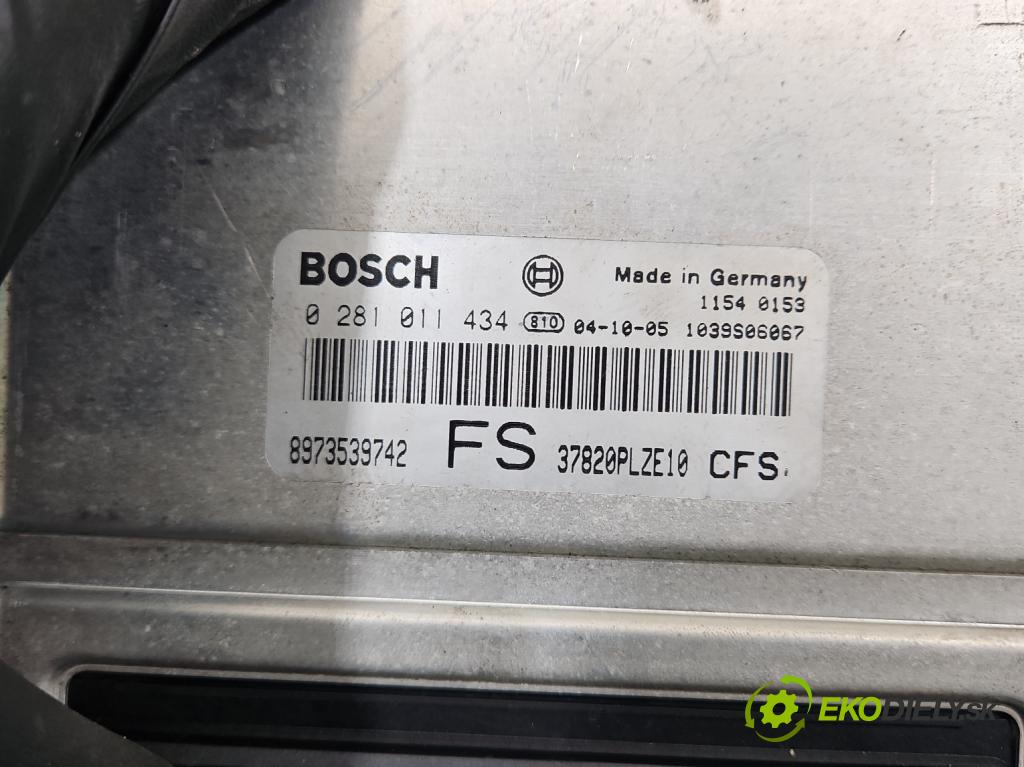 BOSCH Made in Germany
1154 0153
0 281 011 434 810 04-10-05 1039S06067
8973539742 FS 37820PLZE10 CFS.
EKODIELY.SK